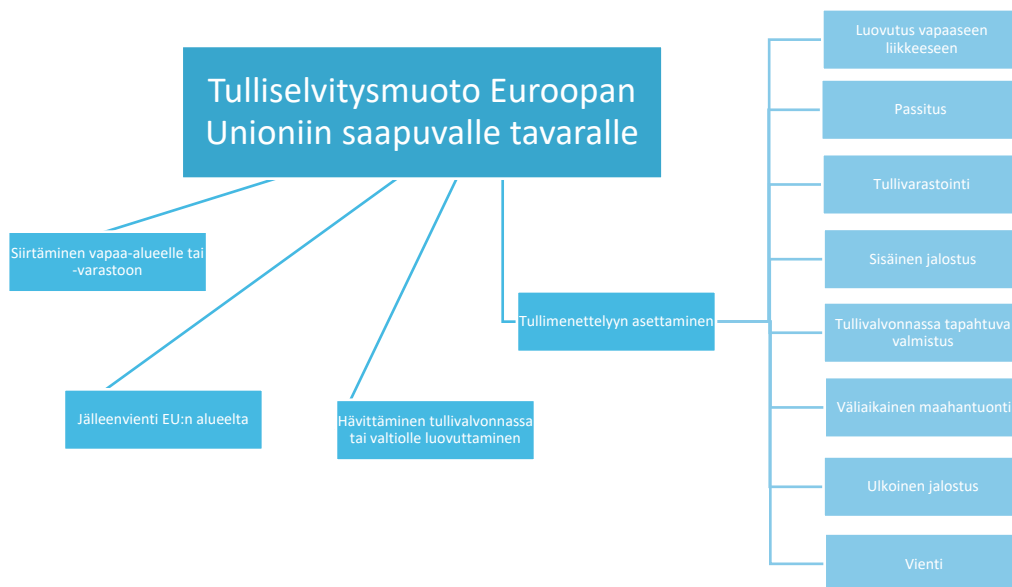 Tulliselvitysmuoto Euroopan
Unioniin saapuvalle tavaralle
Siirtäminen vapaa-alueelle tai
-varastoon
Jälleenvienti EU:n alueelta
Hävittäminen tullivalvonnassa
tai valtiolle luovuttaminen
Tullimenettelyyn asettaminen
Luovutus vapaaseen
liikkeeseen
Passitus
Tullivarastointi
Sisäinen jalostus
Tullivalvonnassa tapahtuva
valmistus
Väliaikainen maahantuonti
Ulkoinen jalostus
Vienti